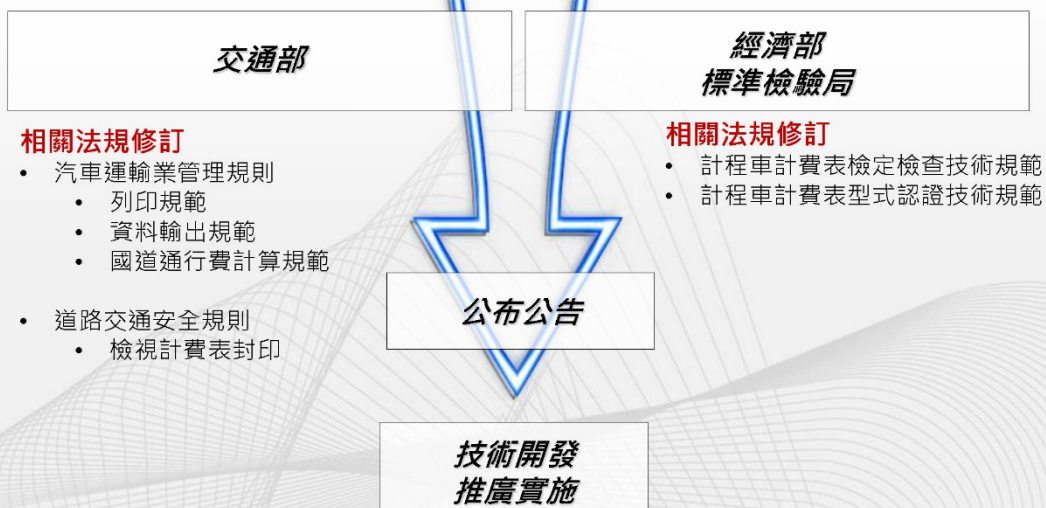 交通部
經濟部
標準檢驗局
相關法規修訂
• 汽車運輸業管理規則
• 列印規範
• 資料輸出規範
• 國道通行費計算規範
• 道路交通安全規則
• 檢視計費表封印
相關法規修訂
• 計程車計費表檢定檢查技術規範
• 計程車計費表型式認證技術規範
公布公告
技術開發
推廣實施